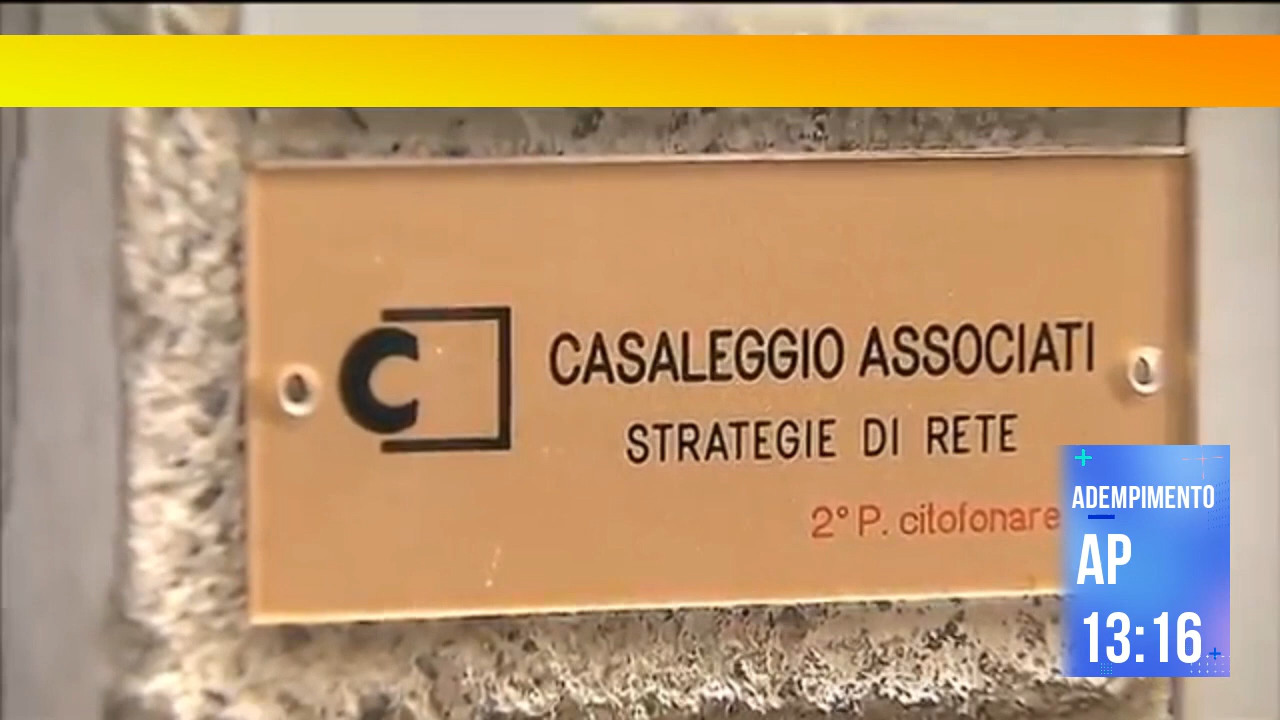 C
CASALEGGIO ASSOCIATI
STRATEGIE DI RETE
2° P. citofonare
ADEMPIMENTO
AP
13:16